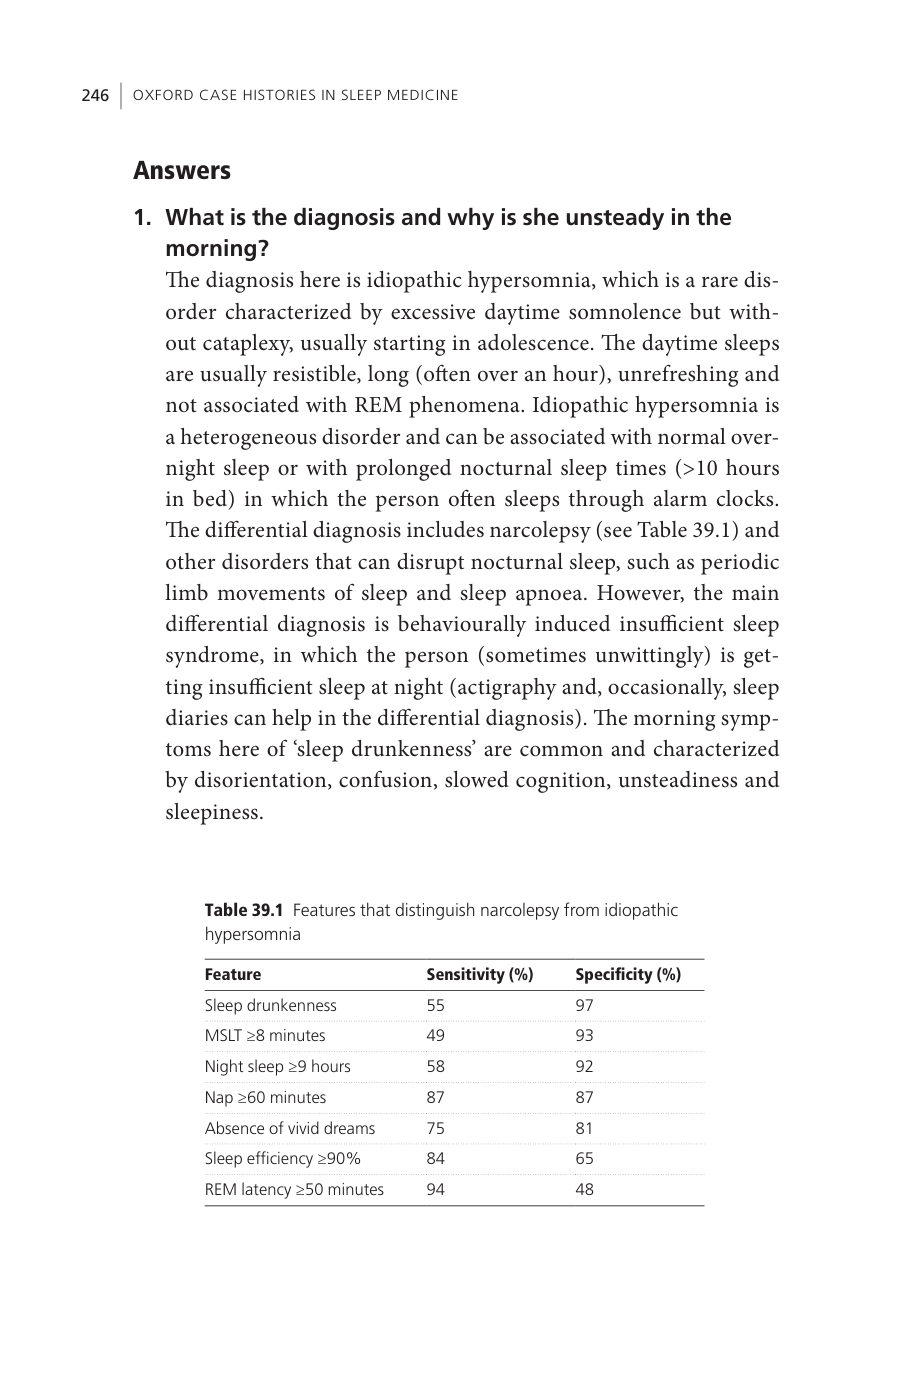 246 OXFORD CASE HISTORIES IN SLEEP MEDICINE
Answers
1. What is the diagnosis and why is she unsteady in the
morning?
The diagnosis here is idiopathic hypersomnia, which is a rare dis-
order characterized by excessive daytime somnolence but with-
out cataplexy, usually starting in adolescence. The daytime sleeps
are usually resistible, long (often over an hour), unrefreshing and
not associated with REM phenomena. Idiopathic hypersomnia is
a heterogeneous disorder and can be associated with normal over-
night sleep or with prolonged nocturnal sleep times (>10 hours
in bed) in which the person often sleeps through alarm clocks.
The differential diagnosis includes narcolepsy (see Table 39.1) and
other disorders that can disrupt nocturnal sleep, such as periodic
limb movements of sleep and sleep apnoea. However, the main
differential diagnosis is behaviourally induced insufficient sleep
syndrome, in which the person (sometimes unwittingly) is get-
ting insufficient sleep at night (actigraphy and, occasionally, sleep
diaries can help in the differential diagnosis). The morning symp-
toms here of ‘sleep drunkenness’ are common and characterized
by disorientation, confusion, slowed cognition, unsteadiness and
sleepiness.
Table 39.1 Features that distinguish narcolepsy from idiopathic
hypersomnia
Feature Sensitivity (%) Specificity (%)
Sleep drunkenness 55 97
MSLT ≥8 minutes 49 93
Night sleep ≥9 hours 58 92
Nap ≥60 minutes 87 87
Absence of vivid dreams 75 81
Sleep efficiency ≥90% 84 65
REM latency ≥50 minutes 94 48